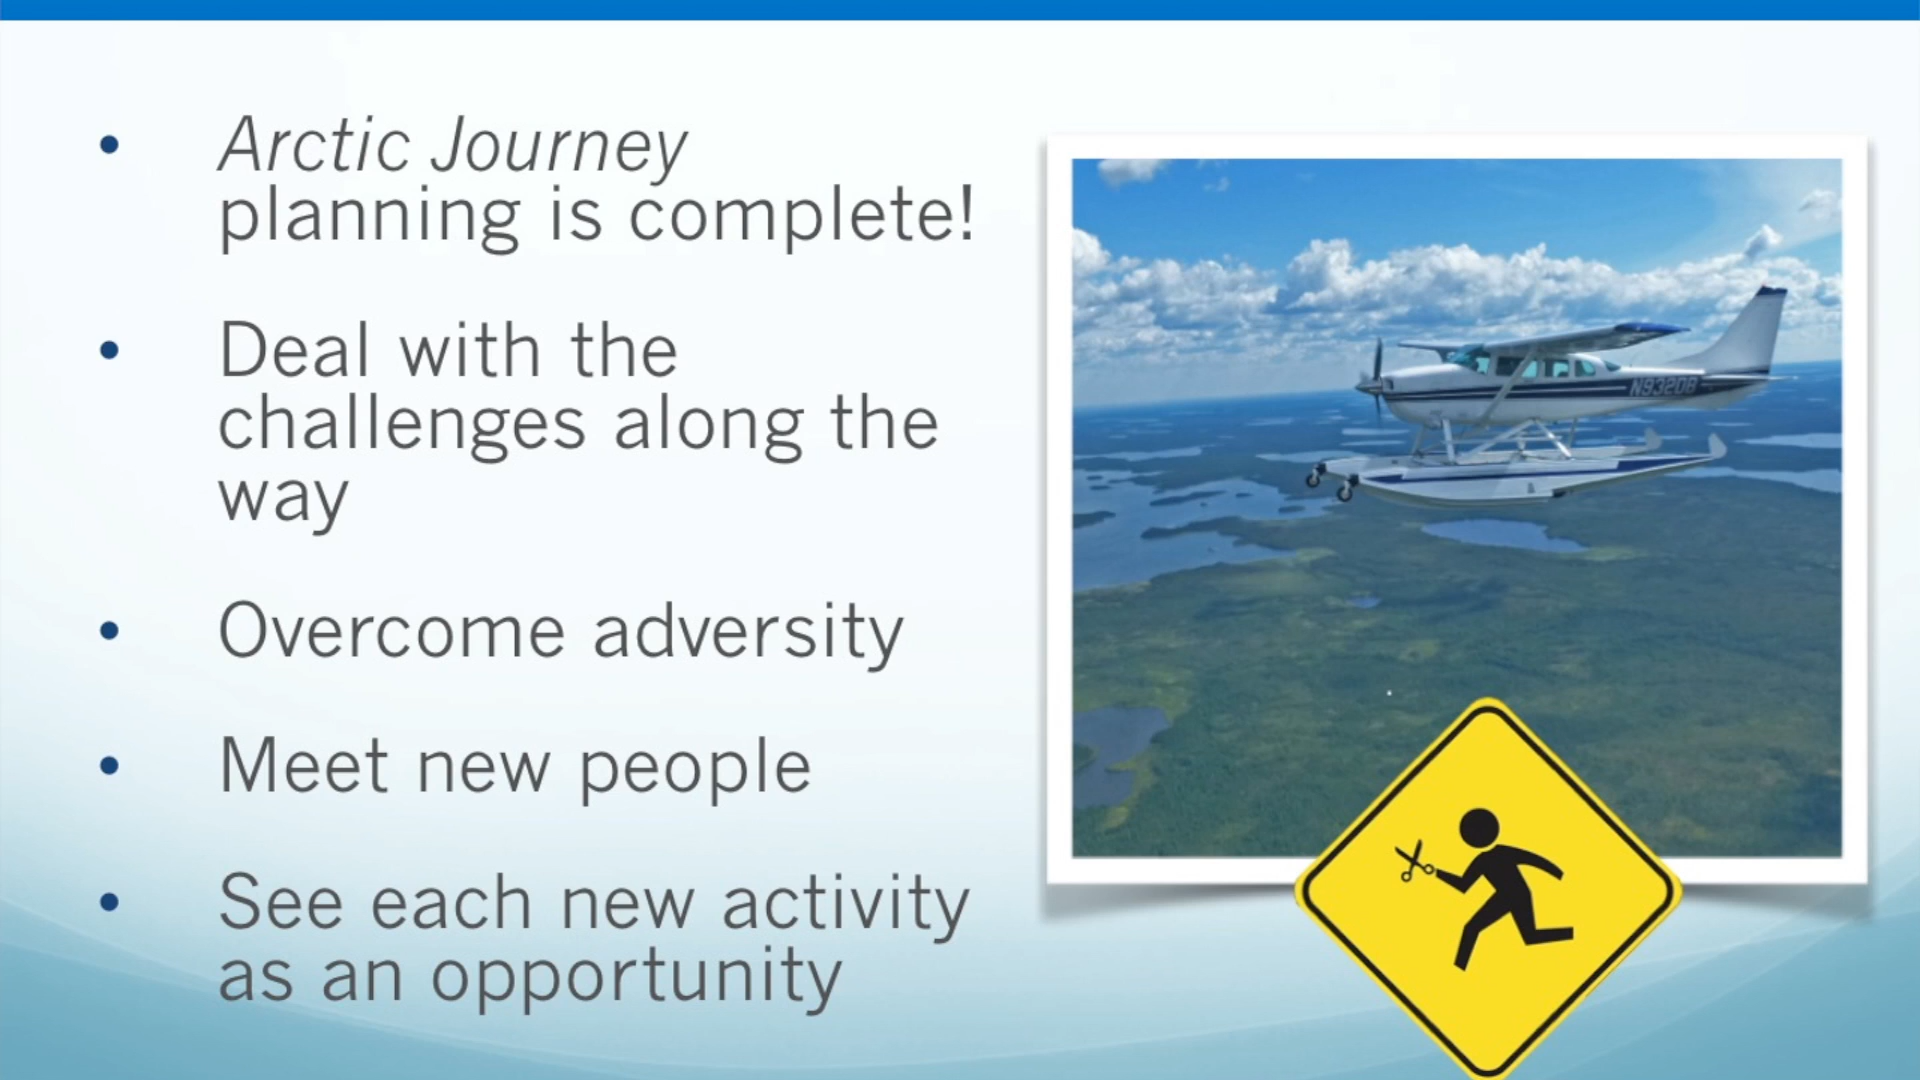 • Arctic Journey
planning is complete!
• Deal with the
challenges along the
way
• Overcome adversity
• Meet new people
• See each new activity
as an opportunity
N932DB